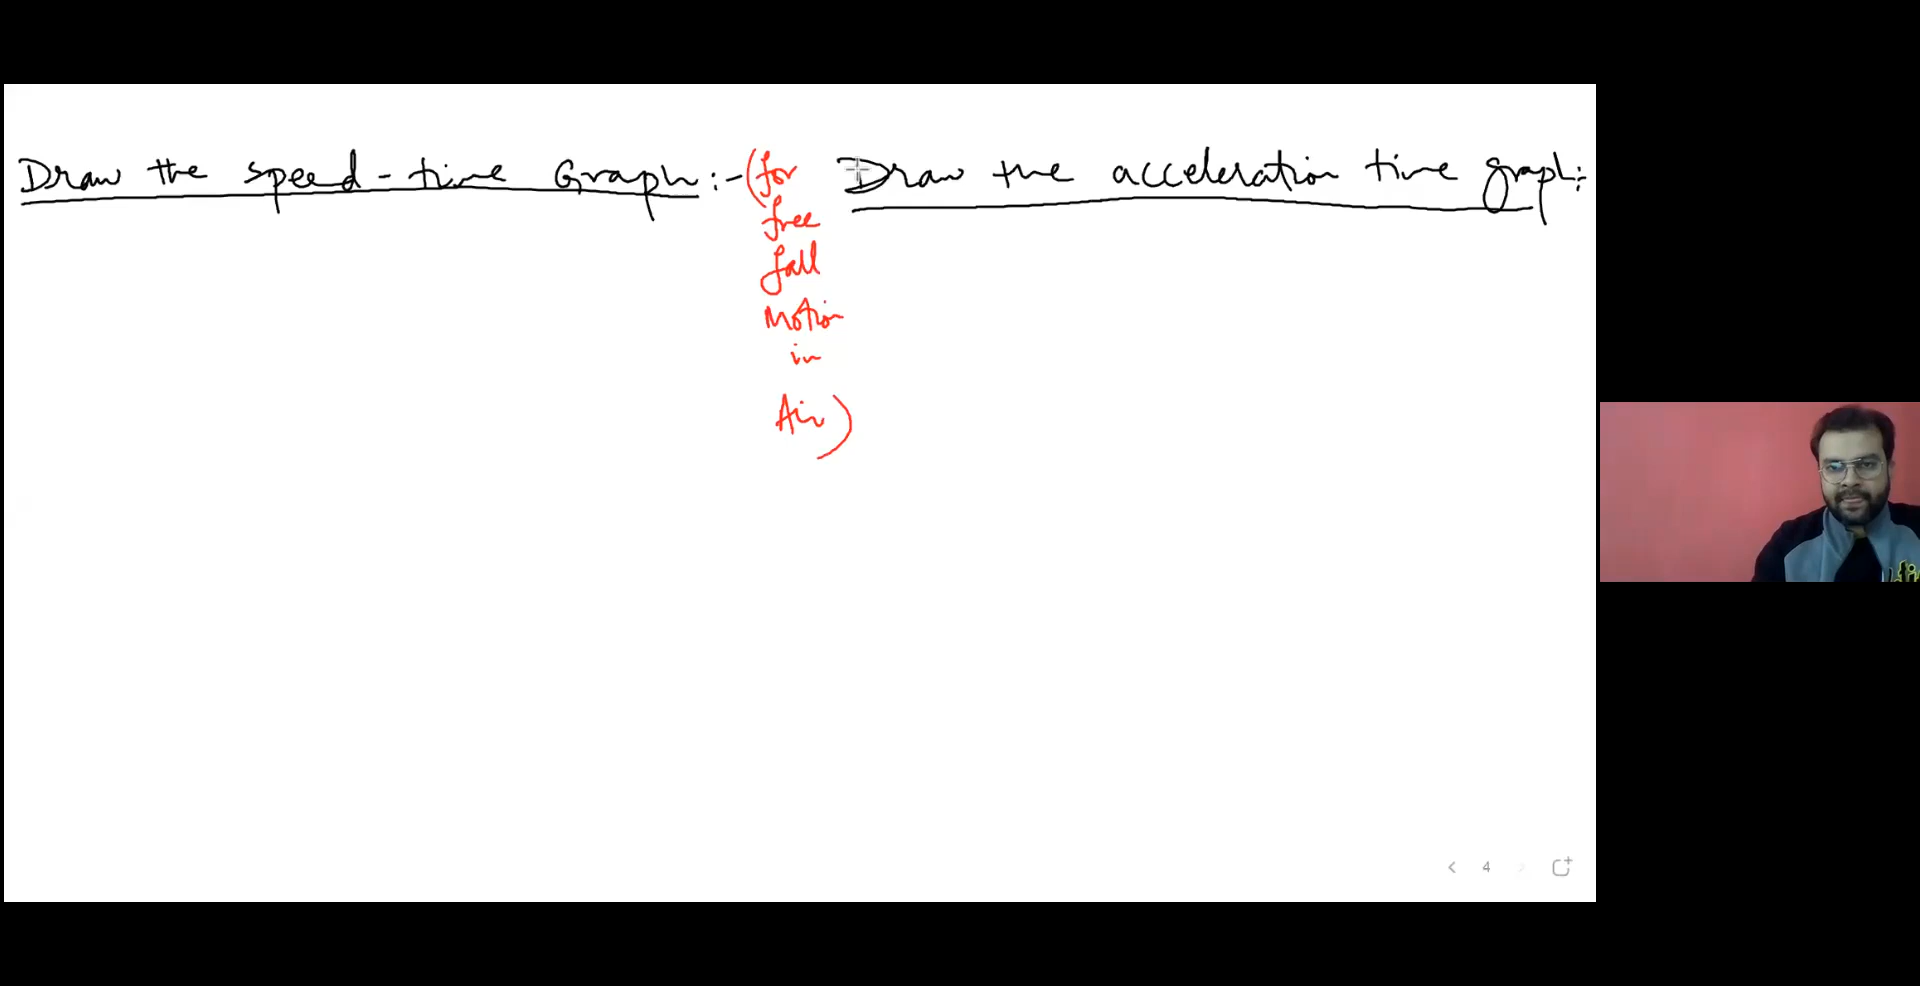 Draw the speed-time Graph:-(for
free
fall
Motion
in
Air)
Draw the acceleration time graph:
4